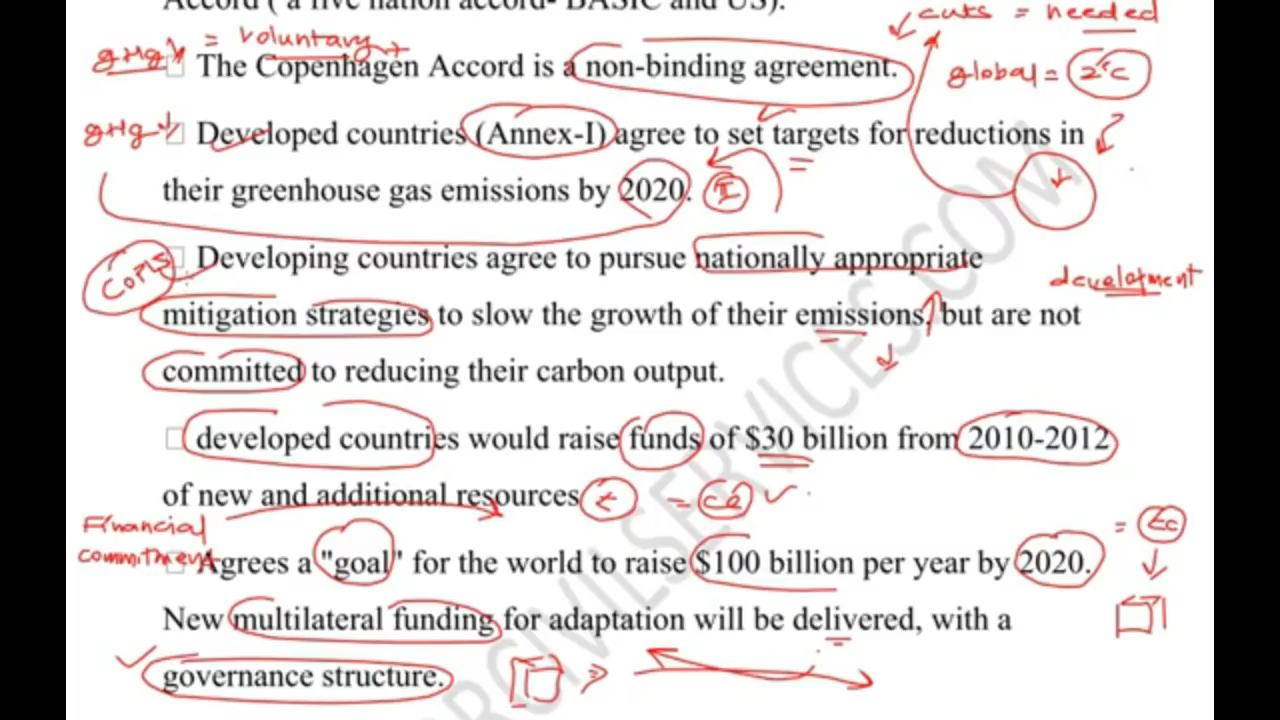 Accord ( a five nation accord- BASIC and US).
cuts = needed
= voluntary
The Copenhagen Accord is a non-binding agreement.
global = 2°c
gHg
Developed countries (Annex-I) agree to set targets for reductions in
their greenhouse gas emissions by 2020. I
Developing countries agree to pursue nationally appropriate
COP15
development
mitigation strategies to slow the growth of their emissions, but are not
committed to reducing their carbon output.
developed countries would raise funds of $30 billion from 2010-2012
of new and additional resources
Financial
commitment
Agrees a "goal" for the world to raise $100 billion per year by 2020.
New multilateral funding for adaptation will be delivered, with a
governance structure.
CIVILSERVICES.COM